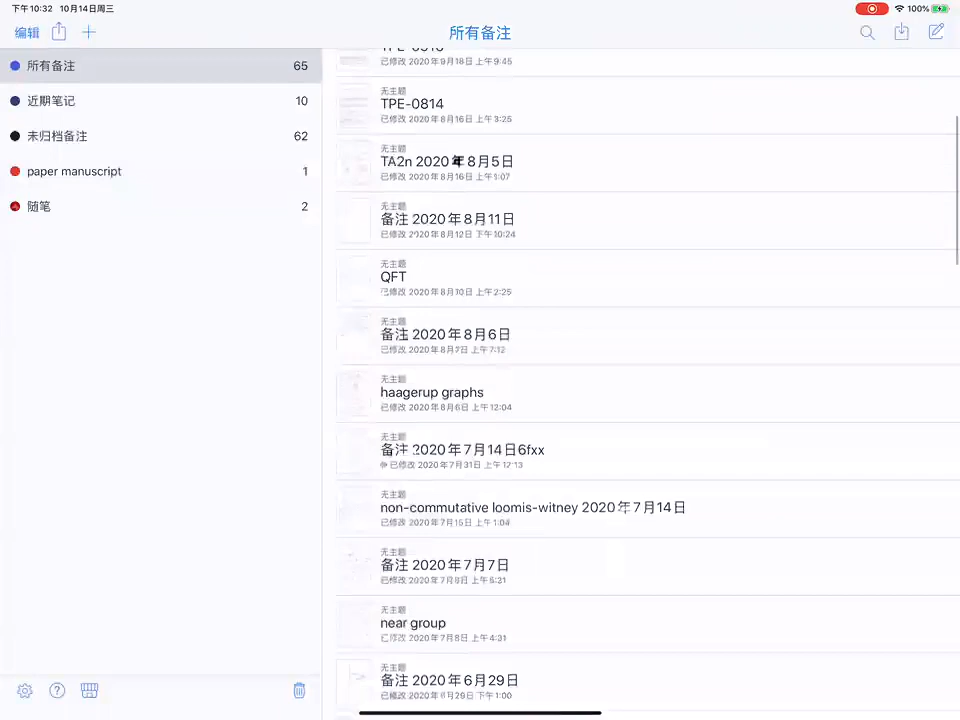 下午10:32 10月14日周三
100%
编辑
所有备注
所有备注 65
近期笔记 10
未归档备注 62
paper manuscript 1
随笔 2
已修改 2020年9月18日 上午9:45
无主题
TPE-0814
已修改 2020年8月16日 上午3:25
无主题
TA2n 2020年8月5日
已修改 2020年8月16日 上午1:07
无主题
备注 2020年8月11日
已修改 2020年8月12日 下午10:24
无主题
QFT
已修改 2020年8月10日 上午2:25
无主题
备注 2020年8月6日
已修改 2020年8月7日 上午7:12
无主题
haagerup graphs
已修改 2020年8月6日 上午12:04
无主题
备注 2020年7月14日6fxx
已修改 2020年7月31日 上午12:13
无主题
non-commutative loomis-witney 2020年7月14日
已修改 2020年7月15日 上午1:04
无主题
备注 2020年7月7日
无主题
near group
已修改 2020年7月8日 上午4:31
无主题
备注 2020年6月29日
已修改 2020年6月29日 下午1:00